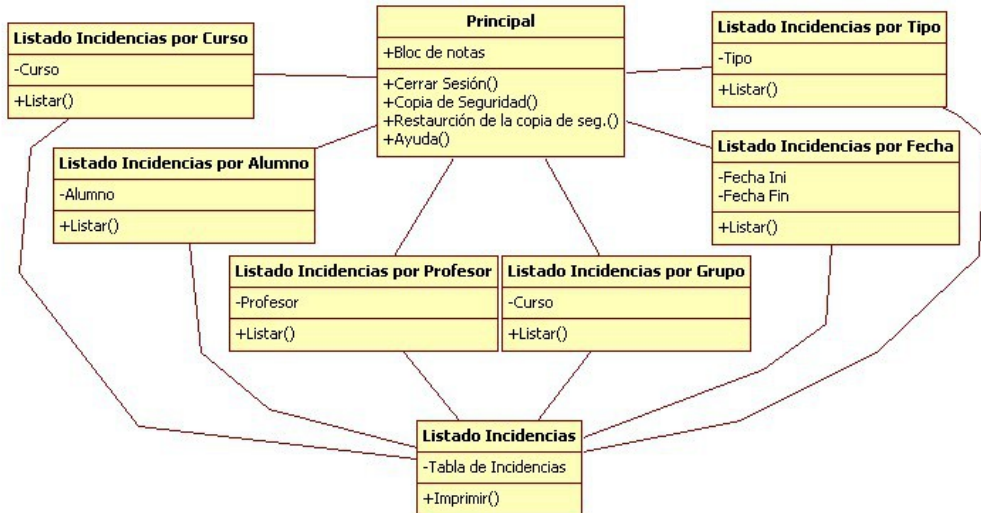 Principal
+Bloc de notas
+Cerrar Sesión()
+Copia de Seguridad()
+Restaurción de la copia de seg.()
+Ayuda()
Listado Incidencias por Curso
-Curso
+Listar()
Listado Incidencias por Tipo
-Tipo
+Listar()
Listado Incidencias por Alumno
-Alumno
+Listar()
Listado Incidencias por Fecha
-Fecha Ini
-Fecha Fin
+Listar()
Listado Incidencias por Profesor
-Profesor
+Listar()
Listado Incidencias por Grupo
-Curso
+Listar()
Listado Incidencias
-Tabla de Incidencias
+Imprimir()